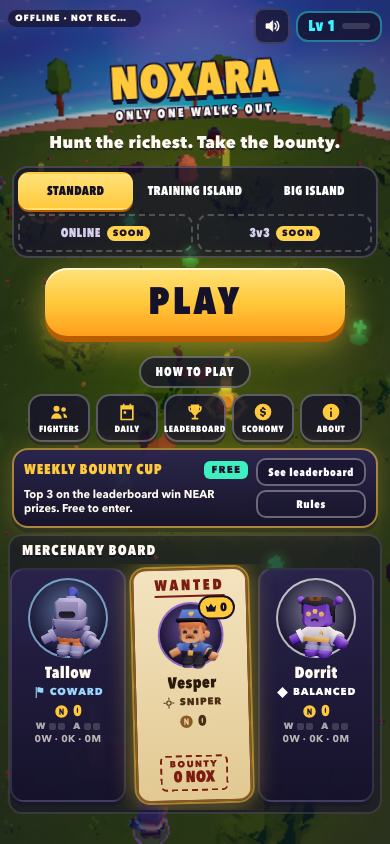 OFFLINE · NOT REC...
Lv 1
NOXARA
ONLY ONE WALKS OUT.
Hunt the richest. Take the bounty.
STANDARD
TRAINING ISLAND
BIG ISLAND
ONLINE SOON
3v3 SOON
PLAY
HOW TO PLAY
FIGHTERS
DAILY
LEADERBOARD
ECONOMY
ABOUT
WEEKLY BOUNTY CUP
FREE
Top 3 on the leaderboard win NEAR
prizes. Free to enter.
See leaderboard
Rules
MERCENARY BOARD
Tallow
COWARD
N 0
W A
0W · 0K · 0M
WANTED
0
Vesper
SNIPER
N 0
BOUNTY
0 NOX
Dorrit
BALANCED
N 0
W A
0W · 0K · 0M